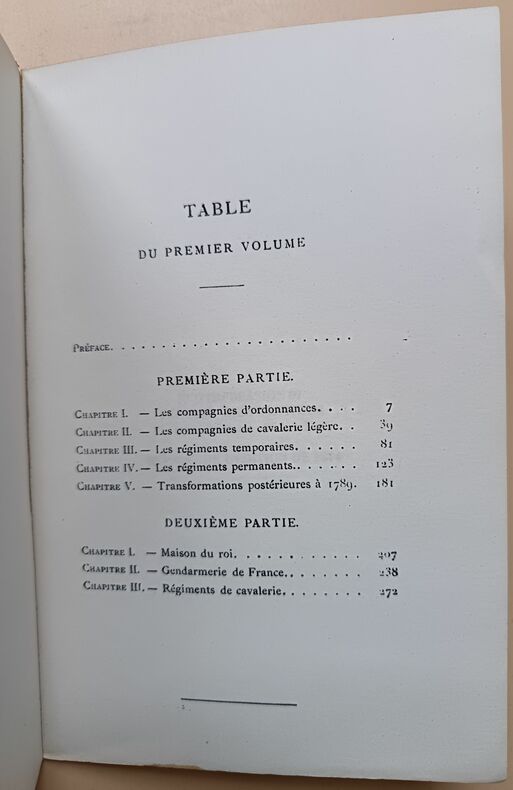 TABLE
DU PREMIER VOLUME
PRÉFACE. . . . . . . . . . . . . . . . . . . . . .
PREMIÈRE PARTIE.
CHAPITRE I. — Les compagnies d'ordonnances. . . . 7
CHAPITRE II. — Les compagnies de cavalerie légère. . 39
CHAPITRE III. — Les régiments temporaires. . . . . . 81
CHAPITRE IV. — Les régiments permanents.. . . . . . 123
CHAPITRE V. — Transformations postérieures à 1789. 181
DEUXIÈME PARTIE.
CHAPITRE I. — Maison du roi. . . . . . . . . . . . 207
CHAPITRE II. — Gendarmerie de France.. . . . . . . 238
CHAPITRE III. — Régiments de cavalerie. . . . . . . 272